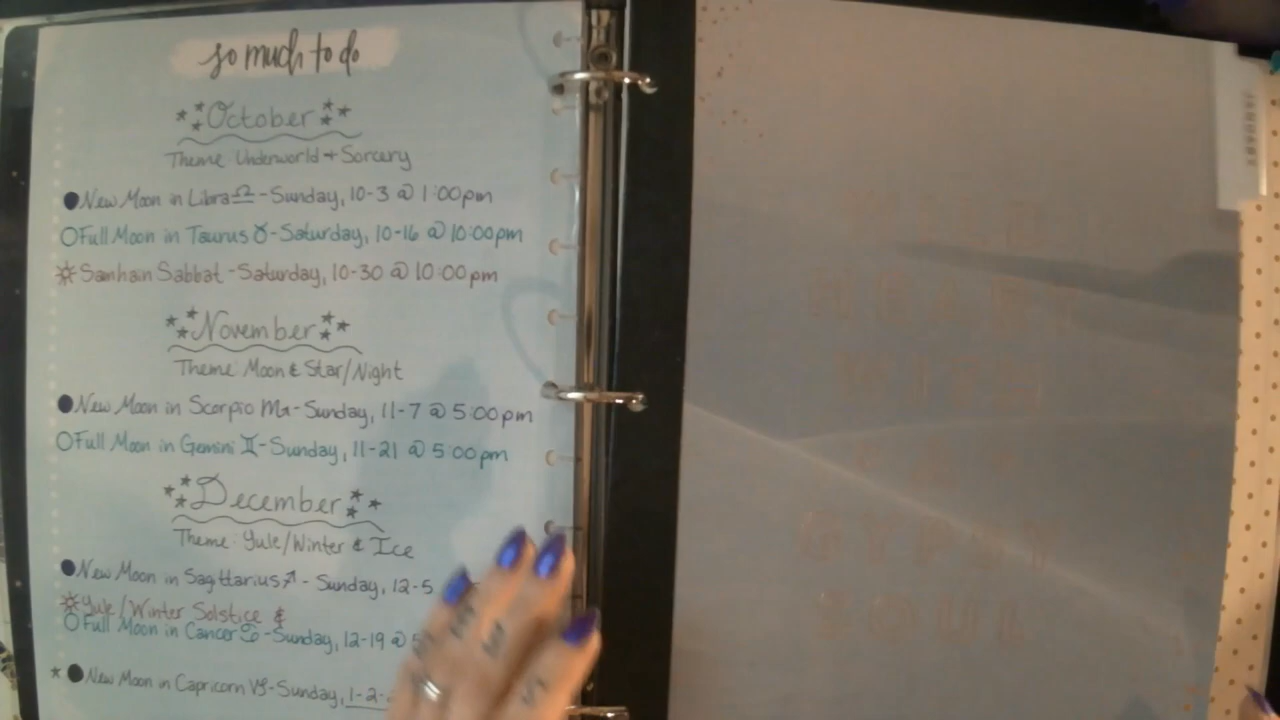 so much to do
October
Theme: Underworld + Sorcery
New Moon in Libra ♎ - Sunday, 10-3 @ 1:00pm
Full Moon in Taurus ♉ - Saturday, 10-16 @ 10:00pm
Samhain Sabbat - Saturday, 10-30 @ 10:00pm
November
Theme: Moon & Star/Night
New Moon in Scorpio ♏ - Sunday, 11-7 @ 5:00pm
Full Moon in Gemini ♊ - Sunday, 11-21 @ 5:00pm
December
Theme: Yule/Winter & Ice
New Moon in Sagittarius ♐ - Sunday, 12-5
Yule/Winter Solstice &
Full Moon in Cancer ♋ - Sunday, 12-19 @
New Moon in Capricorn ♑ - Sunday, 1-2-
GYPSY
SOUL